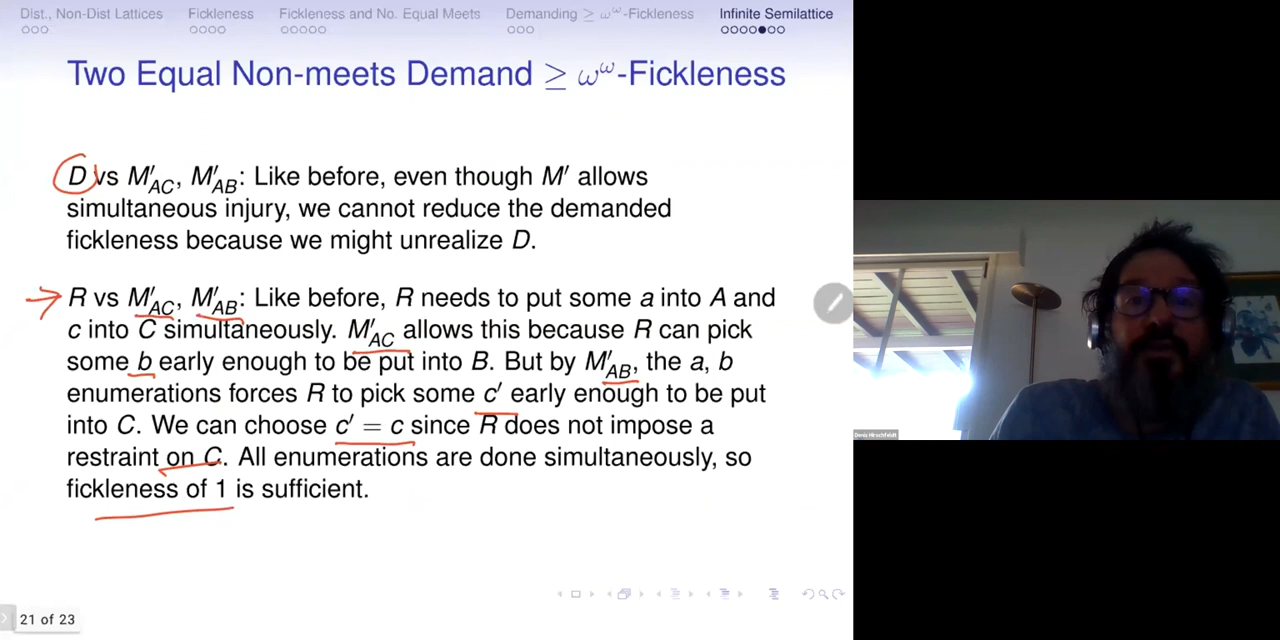 Dist., Non-Dist Lattices Fickleness Fickleness and No. Equal Meets Demanding ≥ ω^ω-Fickleness Infinite Semilattice
Two Equal Non-meets Demand ≥ ω^ω-Fickleness
D vs M′_AC, M′_AB: Like before, even though M′ allows
simultaneous injury, we cannot reduce the demanded
fickleness because we might unrealize D.
R vs M′_AC, M′_AB: Like before, R needs to put some a into A and
c into C simultaneously. M′_AC allows this because R can pick
some b early enough to be put into B. But by M′_AB, the a, b
enumerations forces R to pick some c′ early enough to be put
into C. We can choose c′ = c since R does not impose a
restraint on C. All enumerations are done simultaneously, so
fickleness of 1 is sufficient.
21 of 23
Denis Hirschfeldt